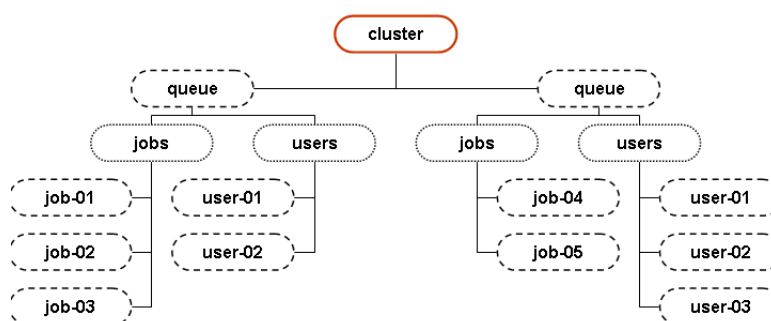 cluster
queue
queue
jobs
users
jobs
users
job-01
user-01
job-04
user-01
job-02
user-02
job-05
user-02
job-03
user-03